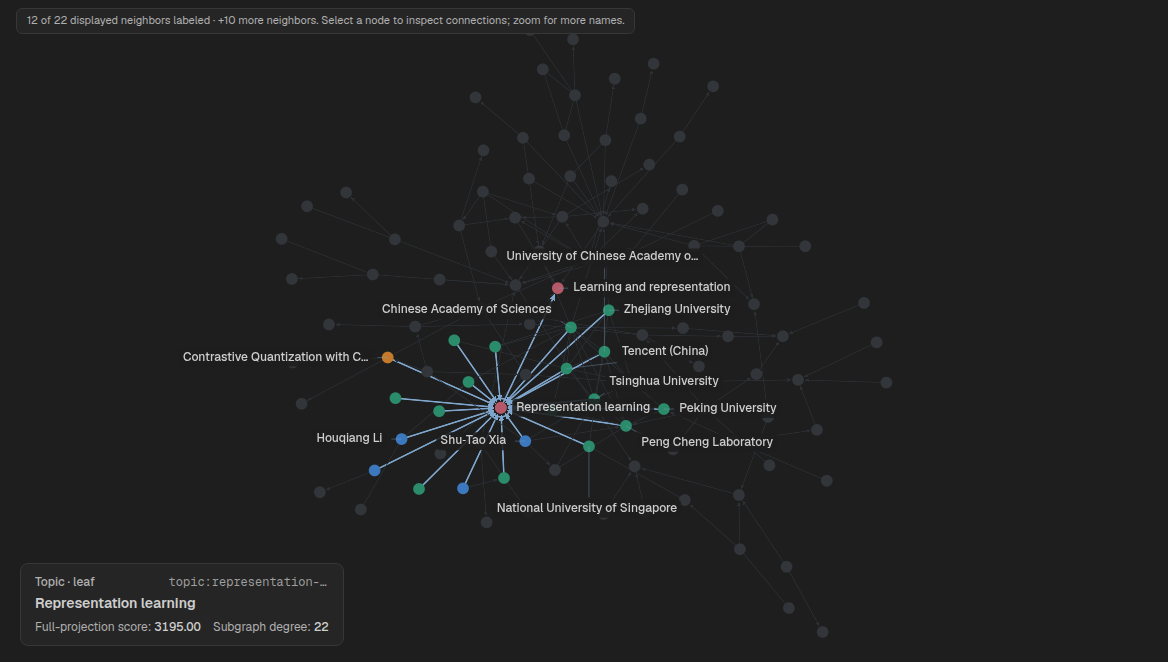 12 of 22 displayed neighbors labeled · +10 more neighbors. Select a node to inspect connections; zoom for more names.
University of Chinese Academy o...
Learning and representation
Chinese Academy of Sciences
Zhejiang University
Tencent (China)
Contrastive Quantization with C...
Tsinghua University
Representation learning
Peking University
Houqiang Li
Shu-Tao Xia
Peng Cheng Laboratory
National University of Singapore
Topic · leaf topic:representation-...
Representation learning
Full-projection score: 3195.00 Subgraph degree: 22